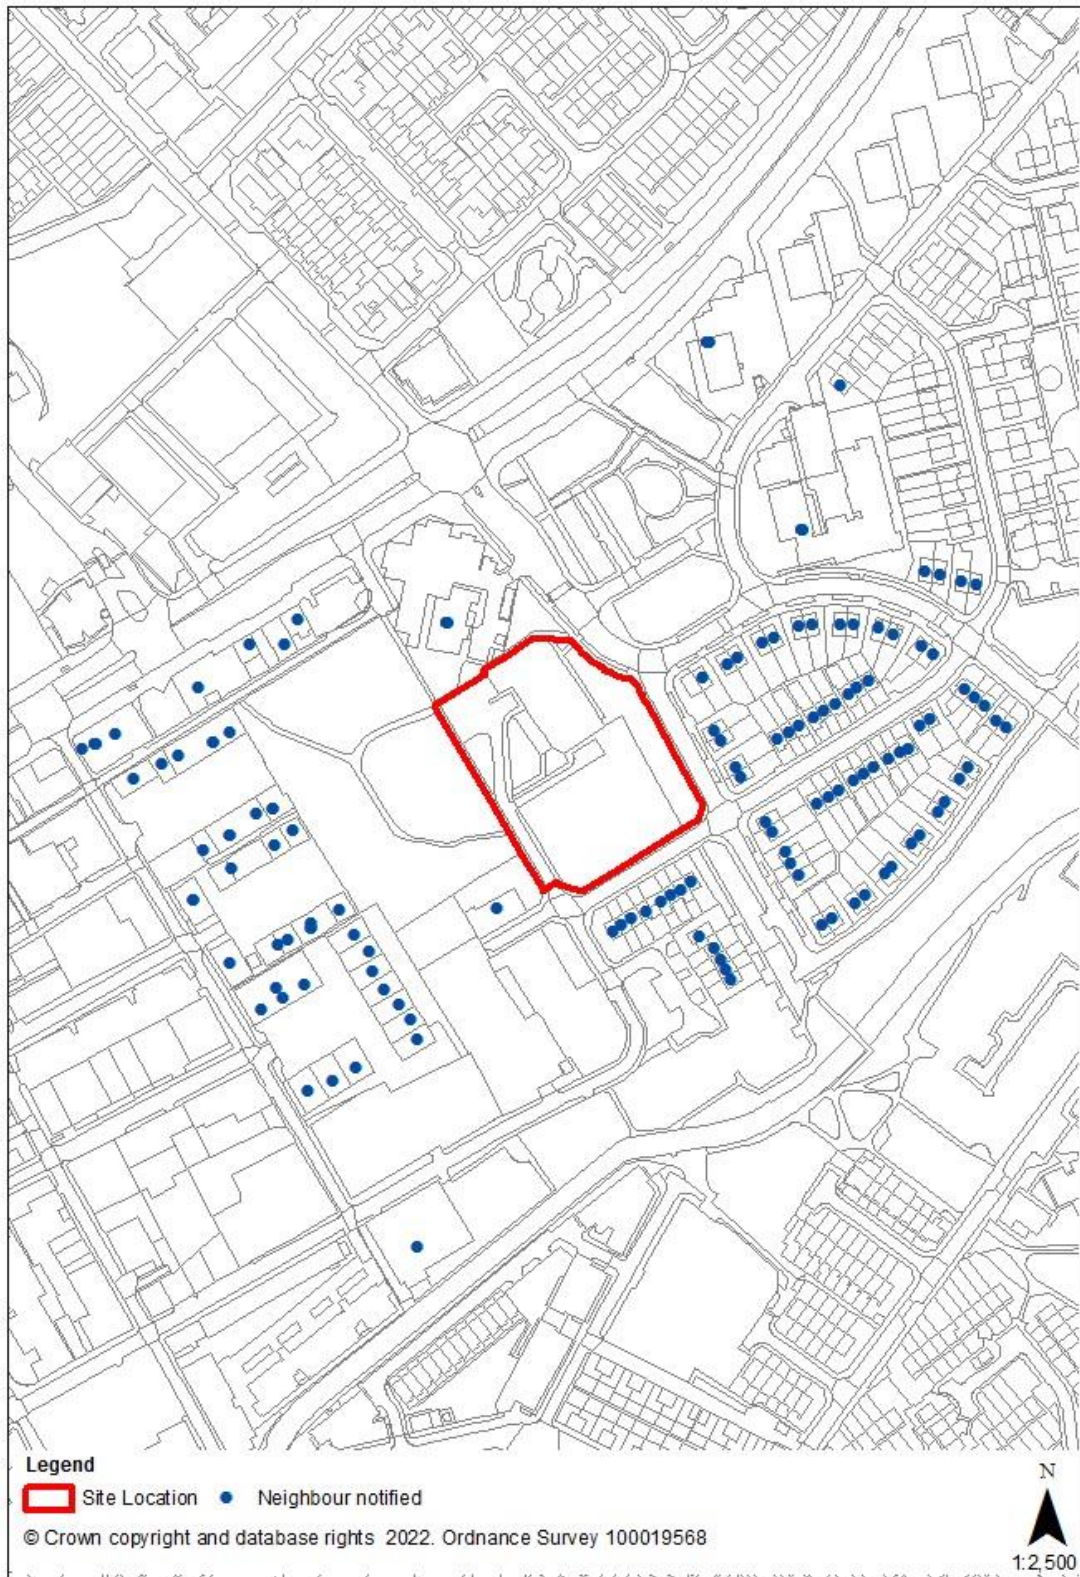 Legend
Site Location
Neighbour notified
© Crown copyright and database rights 2022. Ordnance Survey 100019568
N
1:2,500